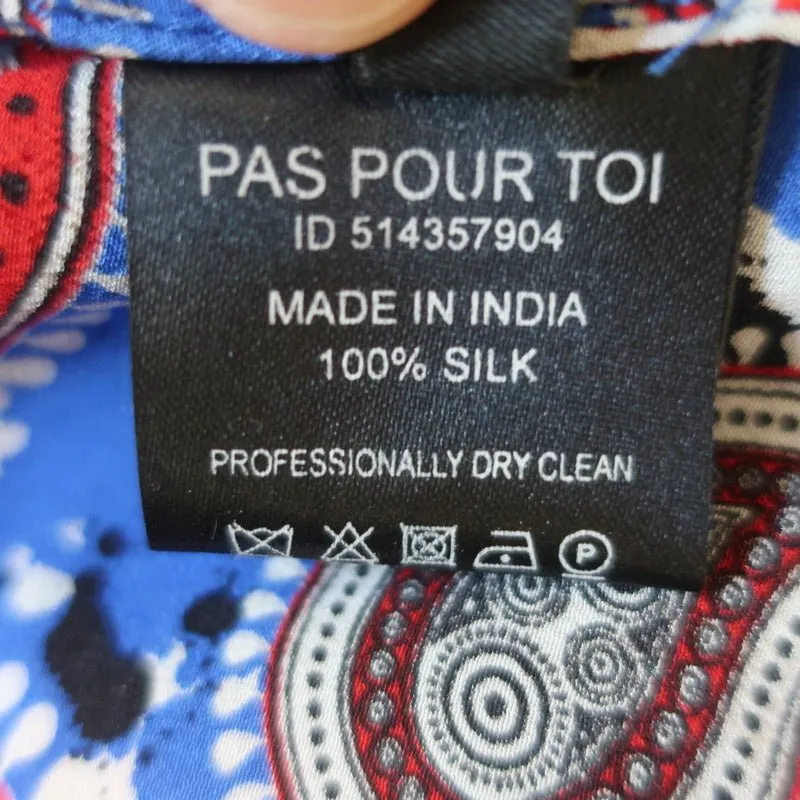 PAS POUR TOI
ID 514357904
MADE IN INDIA
100% SILK
PROFESSIONALLY DRY CLEAN
P